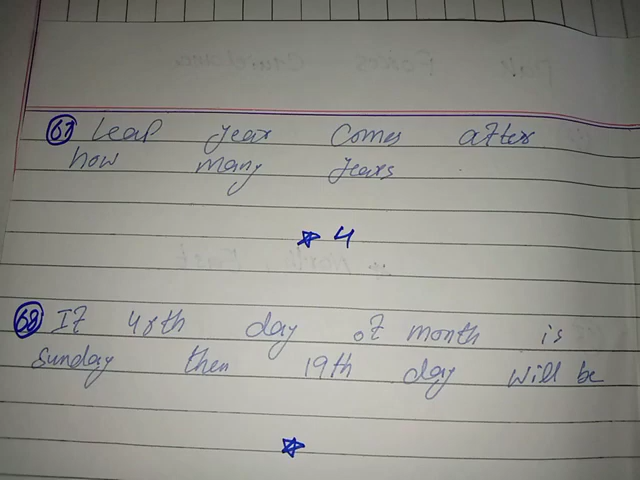 67 Leap year comes after
how many years
4
68 If 48th day of month is
Sunday then 19th day will be